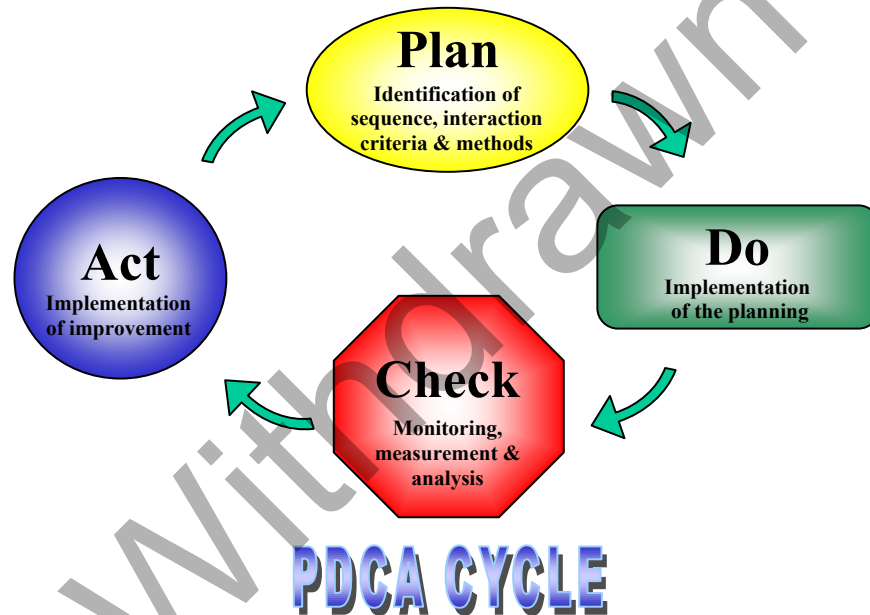 Plan
Identification of
sequence, interaction
criteria & methods
Do
Implementation
of the planning
Check
Monitoring,
measurement &
analysis
Act
Implementation
of improvement
PDCA CYCLE
Withdrawn